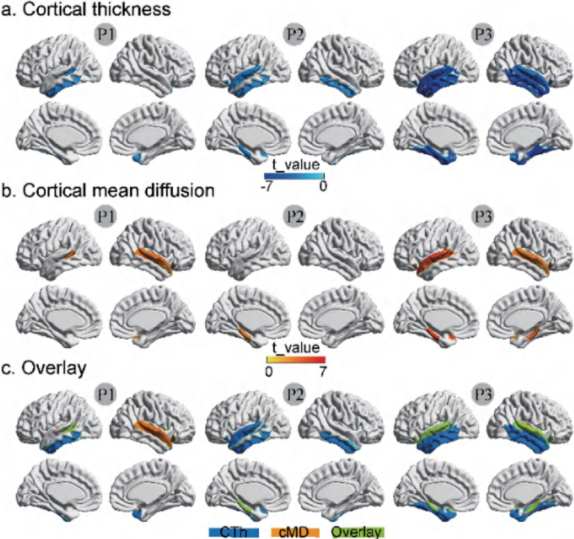 a. Cortical thickness
P1 P2 P3
t_value
-7 0
b. Cortical mean diffusion
P1 P2 P3
t_value
0 7
c. Overlay
P1 P2 P3
CTh cMD Overlay